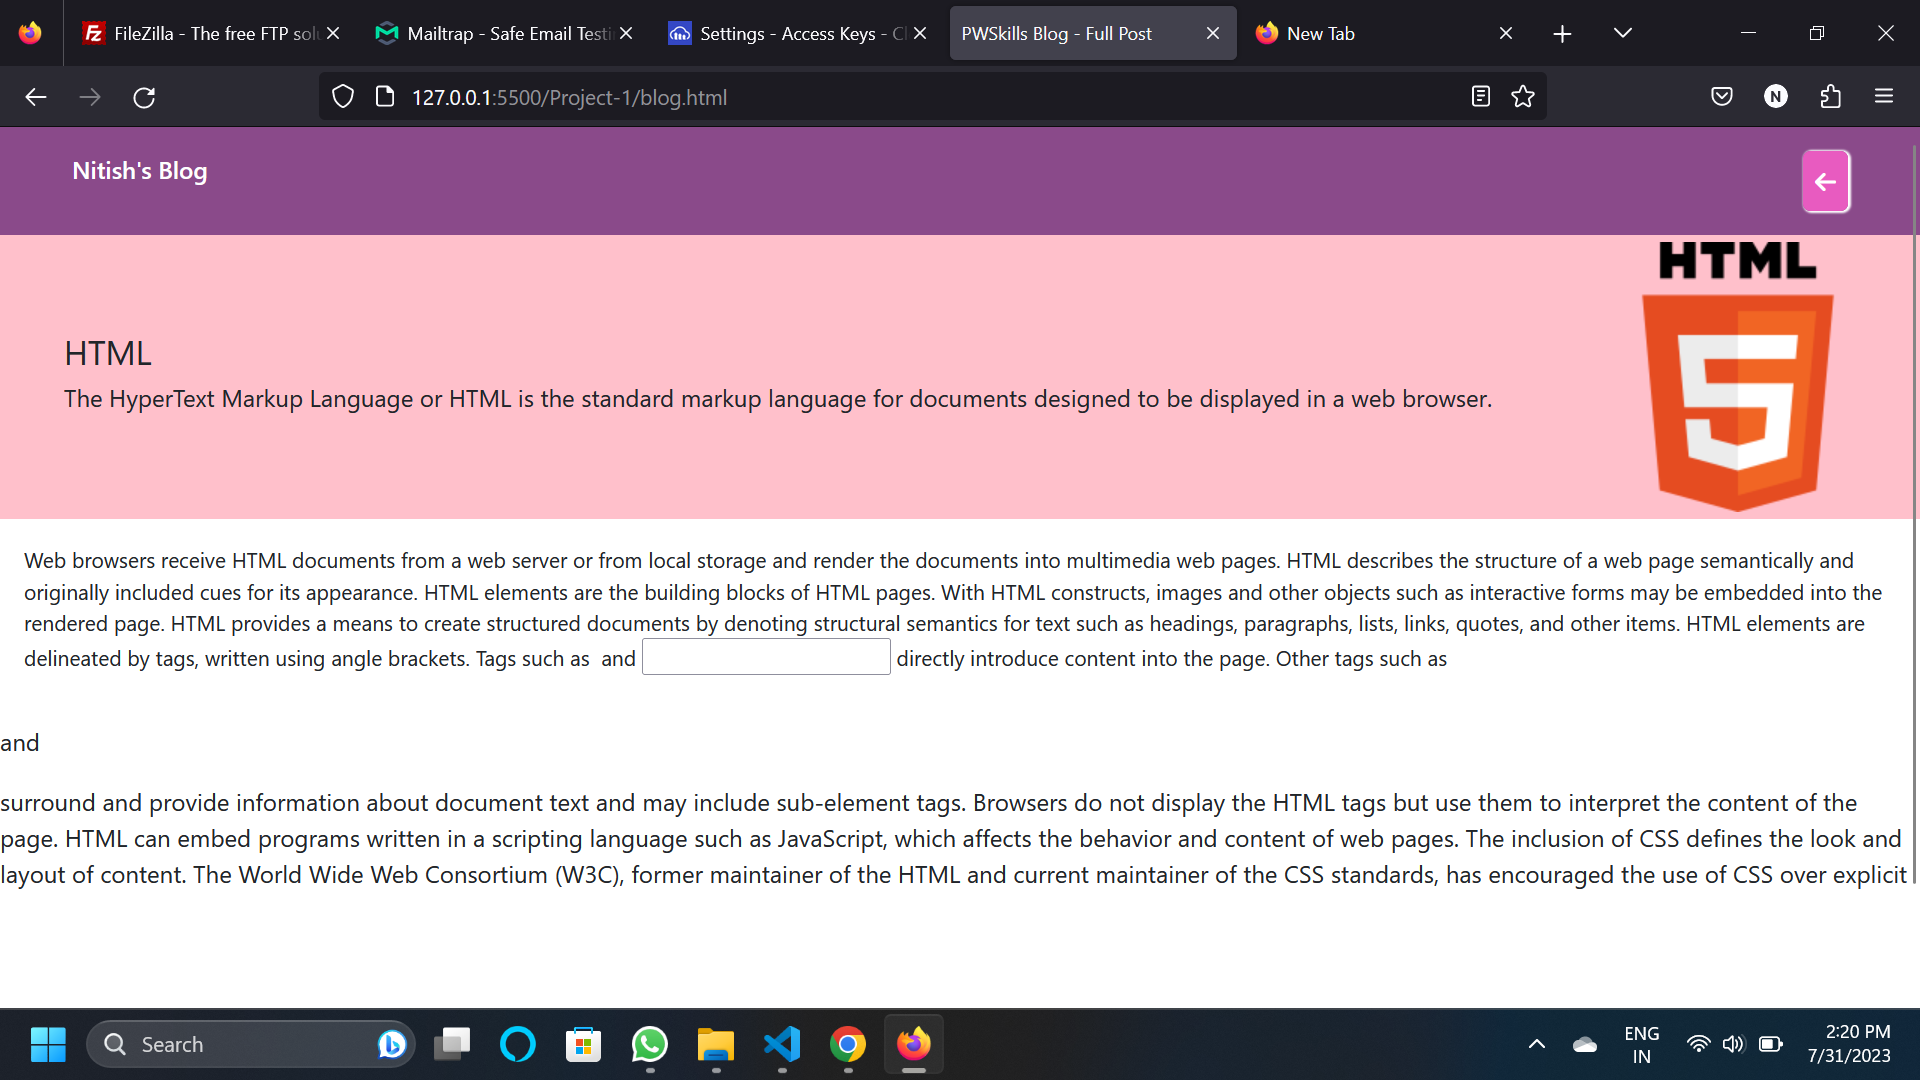 FileZilla - The free FTP solu
Mailtrap - Safe Email Testi
Settings - Access Keys - Cl
PWSkills Blog - Full Post
New Tab
127.0.0.1:5500/Project-1/blog.html
N
Nitish's Blog
HTML
HTML
The HyperText Markup Language or HTML is the standard markup language for documents designed to be displayed in a web browser.
5
Web browsers receive HTML documents from a web server or from local storage and render the documents into multimedia web pages. HTML describes the structure of a web page semantically and
originally included cues for its appearance. HTML elements are the building blocks of HTML pages. With HTML constructs, images and other objects such as interactive forms may be embedded into the
rendered page. HTML provides a means to create structured documents by denoting structural semantics for text such as headings, paragraphs, lists, links, quotes, and other items. HTML elements are
delineated by tags, written using angle brackets. Tags such as  and directly introduce content into the page. Other tags such as
and
surround and provide information about document text and may include sub-element tags. Browsers do not display the HTML tags but use them to interpret the content of the
page. HTML can embed programs written in a scripting language such as JavaScript, which affects the behavior and content of web pages. The inclusion of CSS defines the look and
layout of content. The World Wide Web Consortium (W3C), former maintainer of the HTML and current maintainer of the CSS standards, has encouraged the use of CSS over explicit
Search
ENG
IN
2:20 PM
7/31/2023